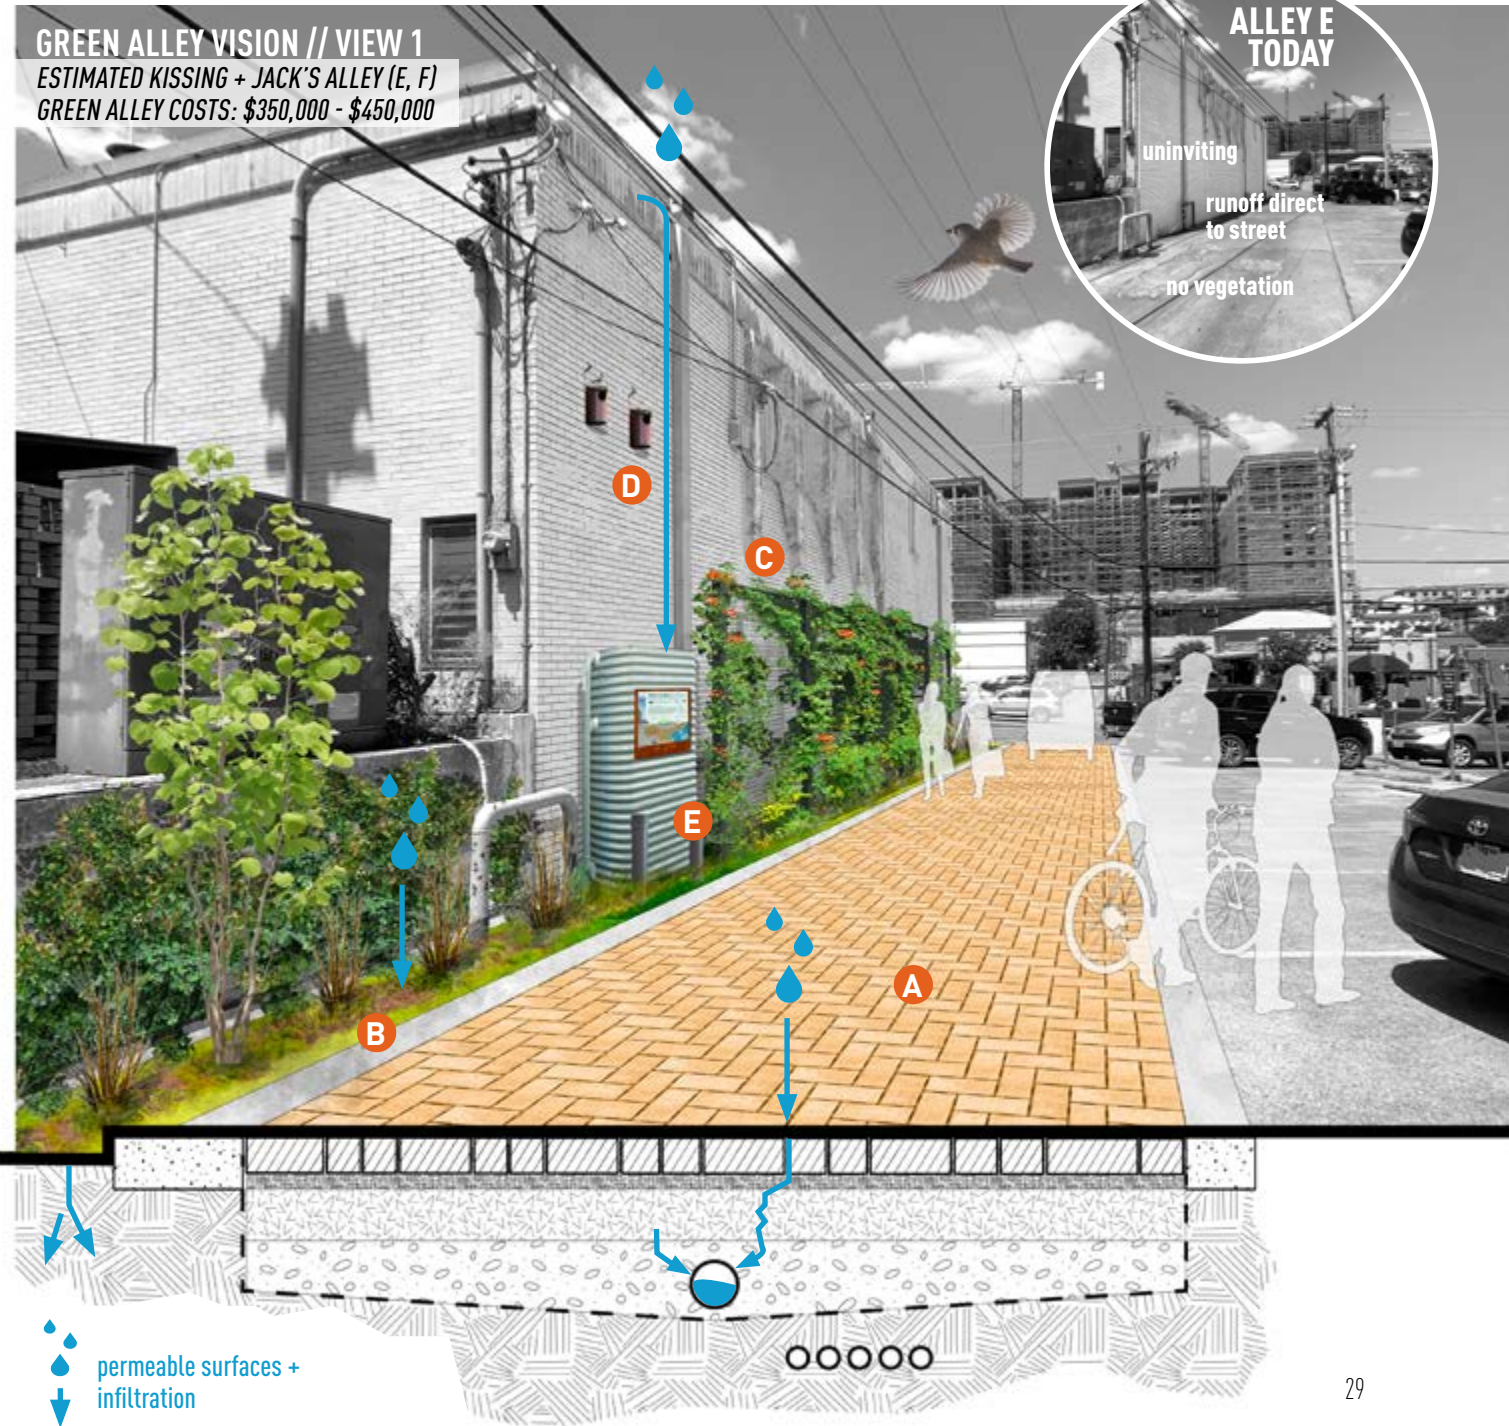 GREEN ALLEY VISION // VIEW 1
ESTIMATED KISSING + JACK'S ALLEY (E, F)
GREEN ALLEY COSTS: $350,000 - $450,000
ALLEY E
TODAY
uninviting
runoff direct
to street
no vegetation
D
C
E
A
B
permeable surfaces +
infiltration
29